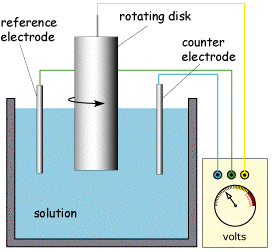 reference
electrode
rotating disk
counter
electrode
solution
volts